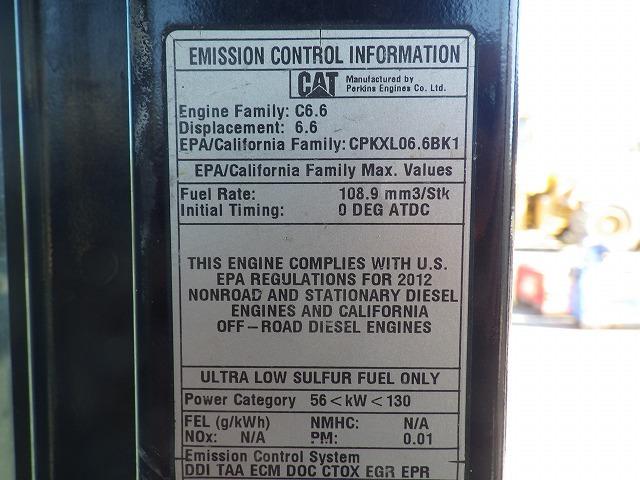 EMISSION CONTROL INFORMATION
CAT Manufactured by
Perkins Engines Co. Ltd.
Engine Family: C6.6
Displacement: 6.6
EPA/California Family: CPKXL06.6BK1
EPA/California Family Max. Values
Fuel Rate: 108.9 mm3/Stk
Initial Timing: 0 DEG ATDC
THIS ENGINE COMPLIES WITH U.S.
EPA REGULATIONS FOR 2012
NONROAD AND STATIONARY DIESEL
ENGINES AND CALIFORNIA
OFF-ROAD DIESEL ENGINES
ULTRA LOW SULFUR FUEL ONLY
Power Category 56<kW<130
FEL (g/kWh) NMHC: N/A
NOx: N/A PM: 0.01
Emission Control System
DDI TAA ECM DOC CTOX EGR EPR